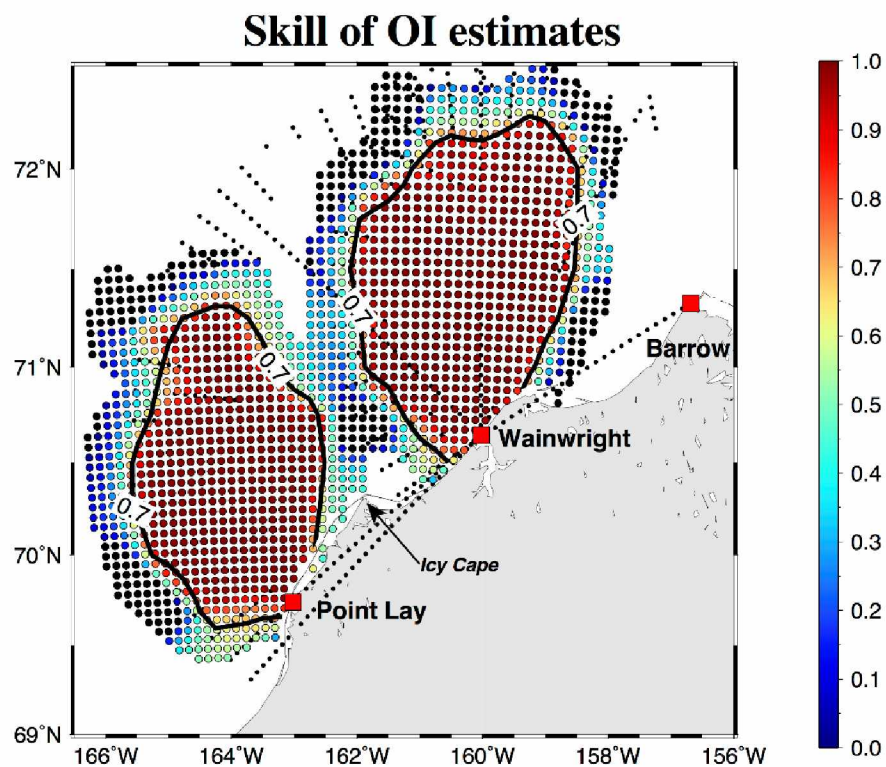 Skill of OI estimates
72°N
71°N
70°N
69°N
166°W
164°W
162°W
160°W
158°W
156°W
0.7
0.7
0.7
0.7
Barrow
Wainwright
Icy Cape
Point Lay
1.0
0.9
0.8
0.7
0.6
0.5
0.4
0.3
0.2
0.1
0.0